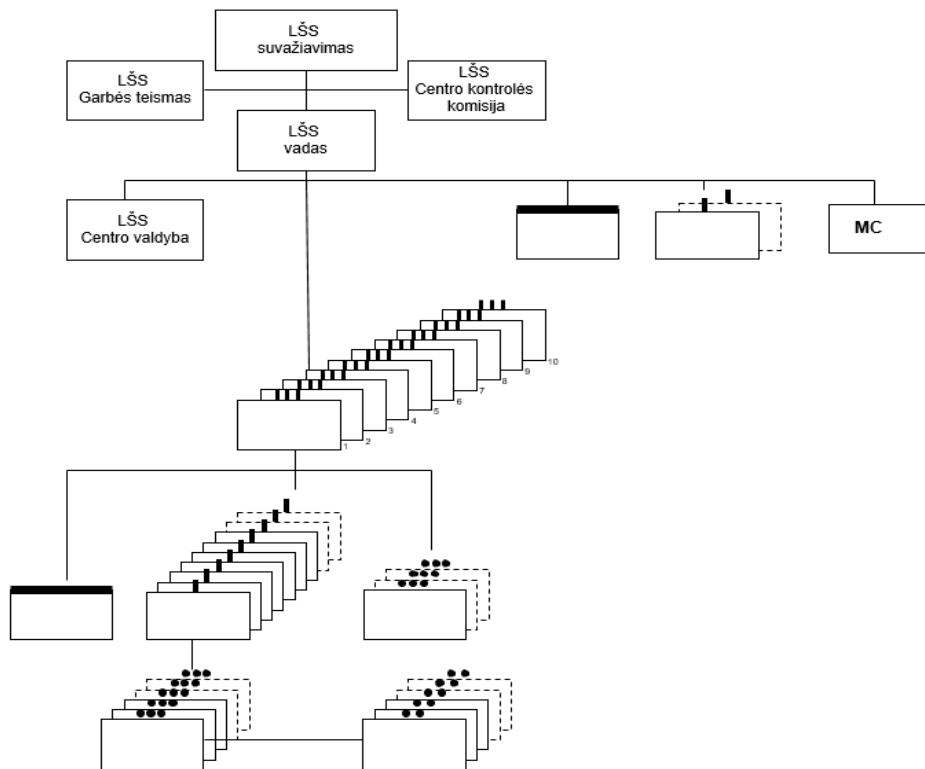 LŠS
suvažiavimas
LŠS
Garbės teismas
LŠS
Centro kontrolės
komisija
LŠS
vadas
LŠS
Centro valdyba
MC
10
9
8
7
6
5
4
3
2
1